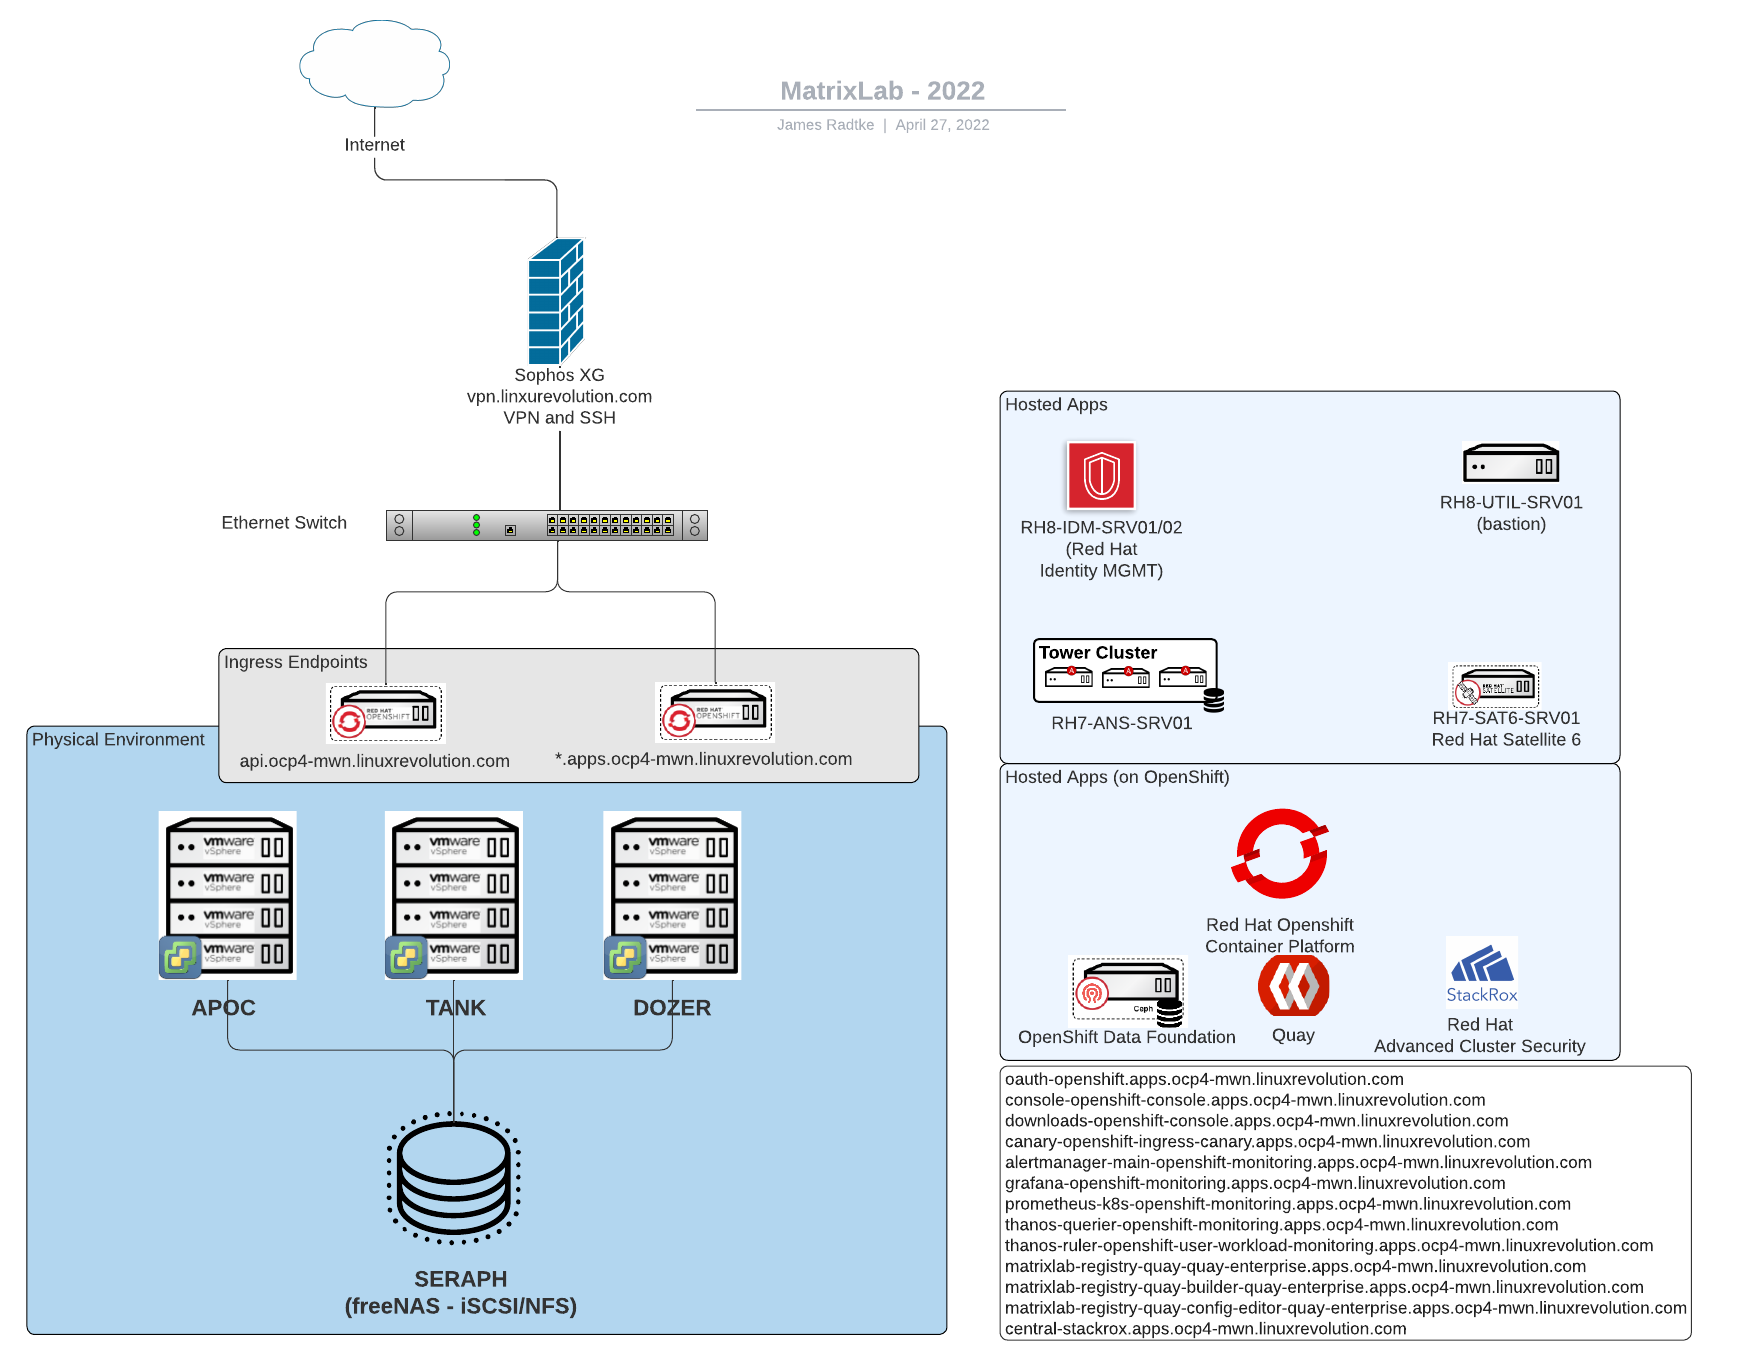 MatrixLab - 2022
James Radtke | April 27, 2022
Internet
Sophos XG
vpn.linxurevolution.com
VPN and SSH
Ethernet Switch
Ingress Endpoints
RED HAT
OPENSHIFT
api.ocp4-mwn.linuxrevolution.com
RED HAT
OPENSHIFT
*.apps.ocp4-mwn.linuxrevolution.com
Physical Environment
vmware
vSphere
vmware
vSphere
vmware
vSphere
vmware
vSphere
APOC
vmware
vSphere
vmware
vSphere
vmware
vSphere
vmware
vSphere
TANK
vmware
vSphere
vmware
vSphere
vmware
vSphere
vmware
vSphere
DOZER
SERAPH
(freeNAS - iSCSI/NFS)
Hosted Apps
RH8-IDM-SRV01/02
(Red Hat
Identity MGMT)
RH8-UTIL-SRV01
(bastion)
Tower Cluster
A A A
RH7-ANS-SRV01
RED HAT
SATELLITE
RH7-SAT6-SRV01
Red Hat Satellite 6
Hosted Apps (on OpenShift)
Red Hat Openshift
Container Platform
Ceph
OpenShift Data Foundation
Quay
StackRox
Red Hat
Advanced Cluster Security
oauth-openshift.apps.ocp4-mwn.linuxrevolution.com
console-openshift-console.apps.ocp4-mwn.linuxrevolution.com
downloads-openshift-console.apps.ocp4-mwn.linuxrevolution.com
canary-openshift-ingress-canary.apps.ocp4-mwn.linuxrevolution.com
alertmanager-main-openshift-monitoring.apps.ocp4-mwn.linuxrevolution.com
grafana-openshift-monitoring.apps.ocp4-mwn.linuxrevolution.com
prometheus-k8s-openshift-monitoring.apps.ocp4-mwn.linuxrevolution.com
thanos-querier-openshift-monitoring.apps.ocp4-mwn.linuxrevolution.com
thanos-ruler-openshift-user-workload-monitoring.apps.ocp4-mwn.linuxrevolution.com
matrixlab-registry-quay-quay-enterprise.apps.ocp4-mwn.linuxrevolution.com
matrixlab-registry-quay-builder-quay-enterprise.apps.ocp4-mwn.linuxrevolution.com
matrixlab-registry-quay-config-editor-quay-enterprise.apps.ocp4-mwn.linuxrevolution.com
central-stackrox.apps.ocp4-mwn.linuxrevolution.com